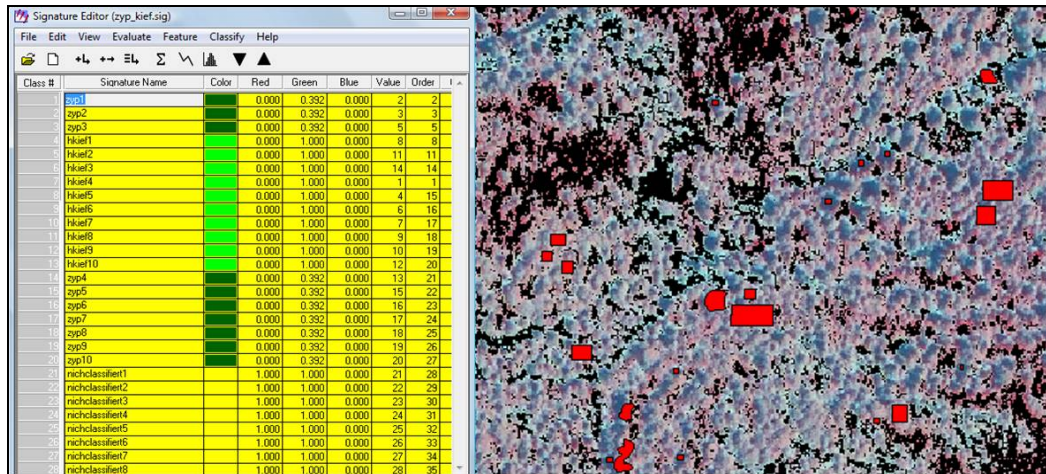 Signature Editor (zyp_kief.sig)
File Edit View Evaluate Feature Classify Help
Class # Signature Name Color Red Green Blue Value Order
1 zyp1 0.000 0.392 0.000 2 2
2 zyp2 0.000 0.392 0.000 3 3
3 zyp3 0.000 0.392 0.000 5 5
4 hkief1 0.000 1.000 0.000 8 8
5 hkief2 0.000 1.000 0.000 11 11
6 hkief3 0.000 1.000 0.000 14 14
7 hkief4 0.000 1.000 0.000 1 1
8 hkief5 0.000 1.000 0.000 4 15
9 hkief6 0.000 1.000 0.000 6 16
10 hkief7 0.000 1.000 0.000 7 17
11 hkief8 0.000 1.000 0.000 9 18
12 hkief9 0.000 1.000 0.000 10 19
13 hkief10 0.000 1.000 0.000 12 20
14 zyp4 0.000 0.392 0.000 13 21
15 zyp5 0.000 0.392 0.000 15 22
16 zyp6 0.000 0.392 0.000 16 23
17 zyp7 0.000 0.392 0.000 17 24
18 zyp8 0.000 0.392 0.000 18 25
19 zyp9 0.000 0.392 0.000 19 26
20 zyp10 0.000 0.392 0.000 20 27
21 nichclassifiert1 1.000 1.000 0.000 21 28
22 nichclassifiert2 1.000 1.000 0.000 22 29
23 nichclassifiert3 1.000 1.000 0.000 23 30
24 nichclassifiert4 1.000 1.000 0.000 24 31
25 nichclassifiert5 1.000 1.000 0.000 25 32
26 nichclassifiert6 1.000 1.000 0.000 26 33
27 nichclassifiert7 1.000 1.000 0.000 27 34
28 nichclassifiert8 1.000 1.000 0.000 28 35